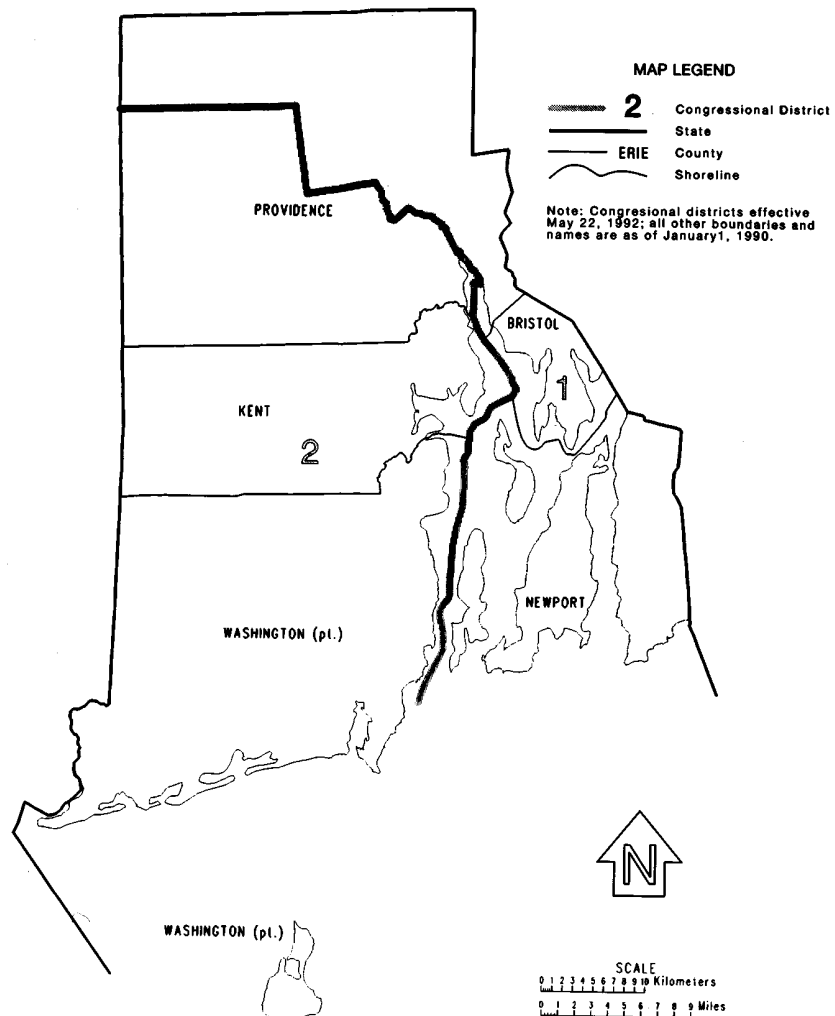 MAP LEGEND
2 Congressional District
State
ERIE County
Shoreline
Note: Congresional districts effective
May 22, 1992; all other boundaries and
names are as of January1, 1990.
PROVIDENCE
BRISTOL
1
KENT
2
NEWPORT
WASHINGTON (pt.)
N
WASHINGTON (pt.)
SCALE
0 1 2 3 4 5 6 7 8 9 10 Kilometers
0 1 2 3 4 5 6 7 8 9 Miles